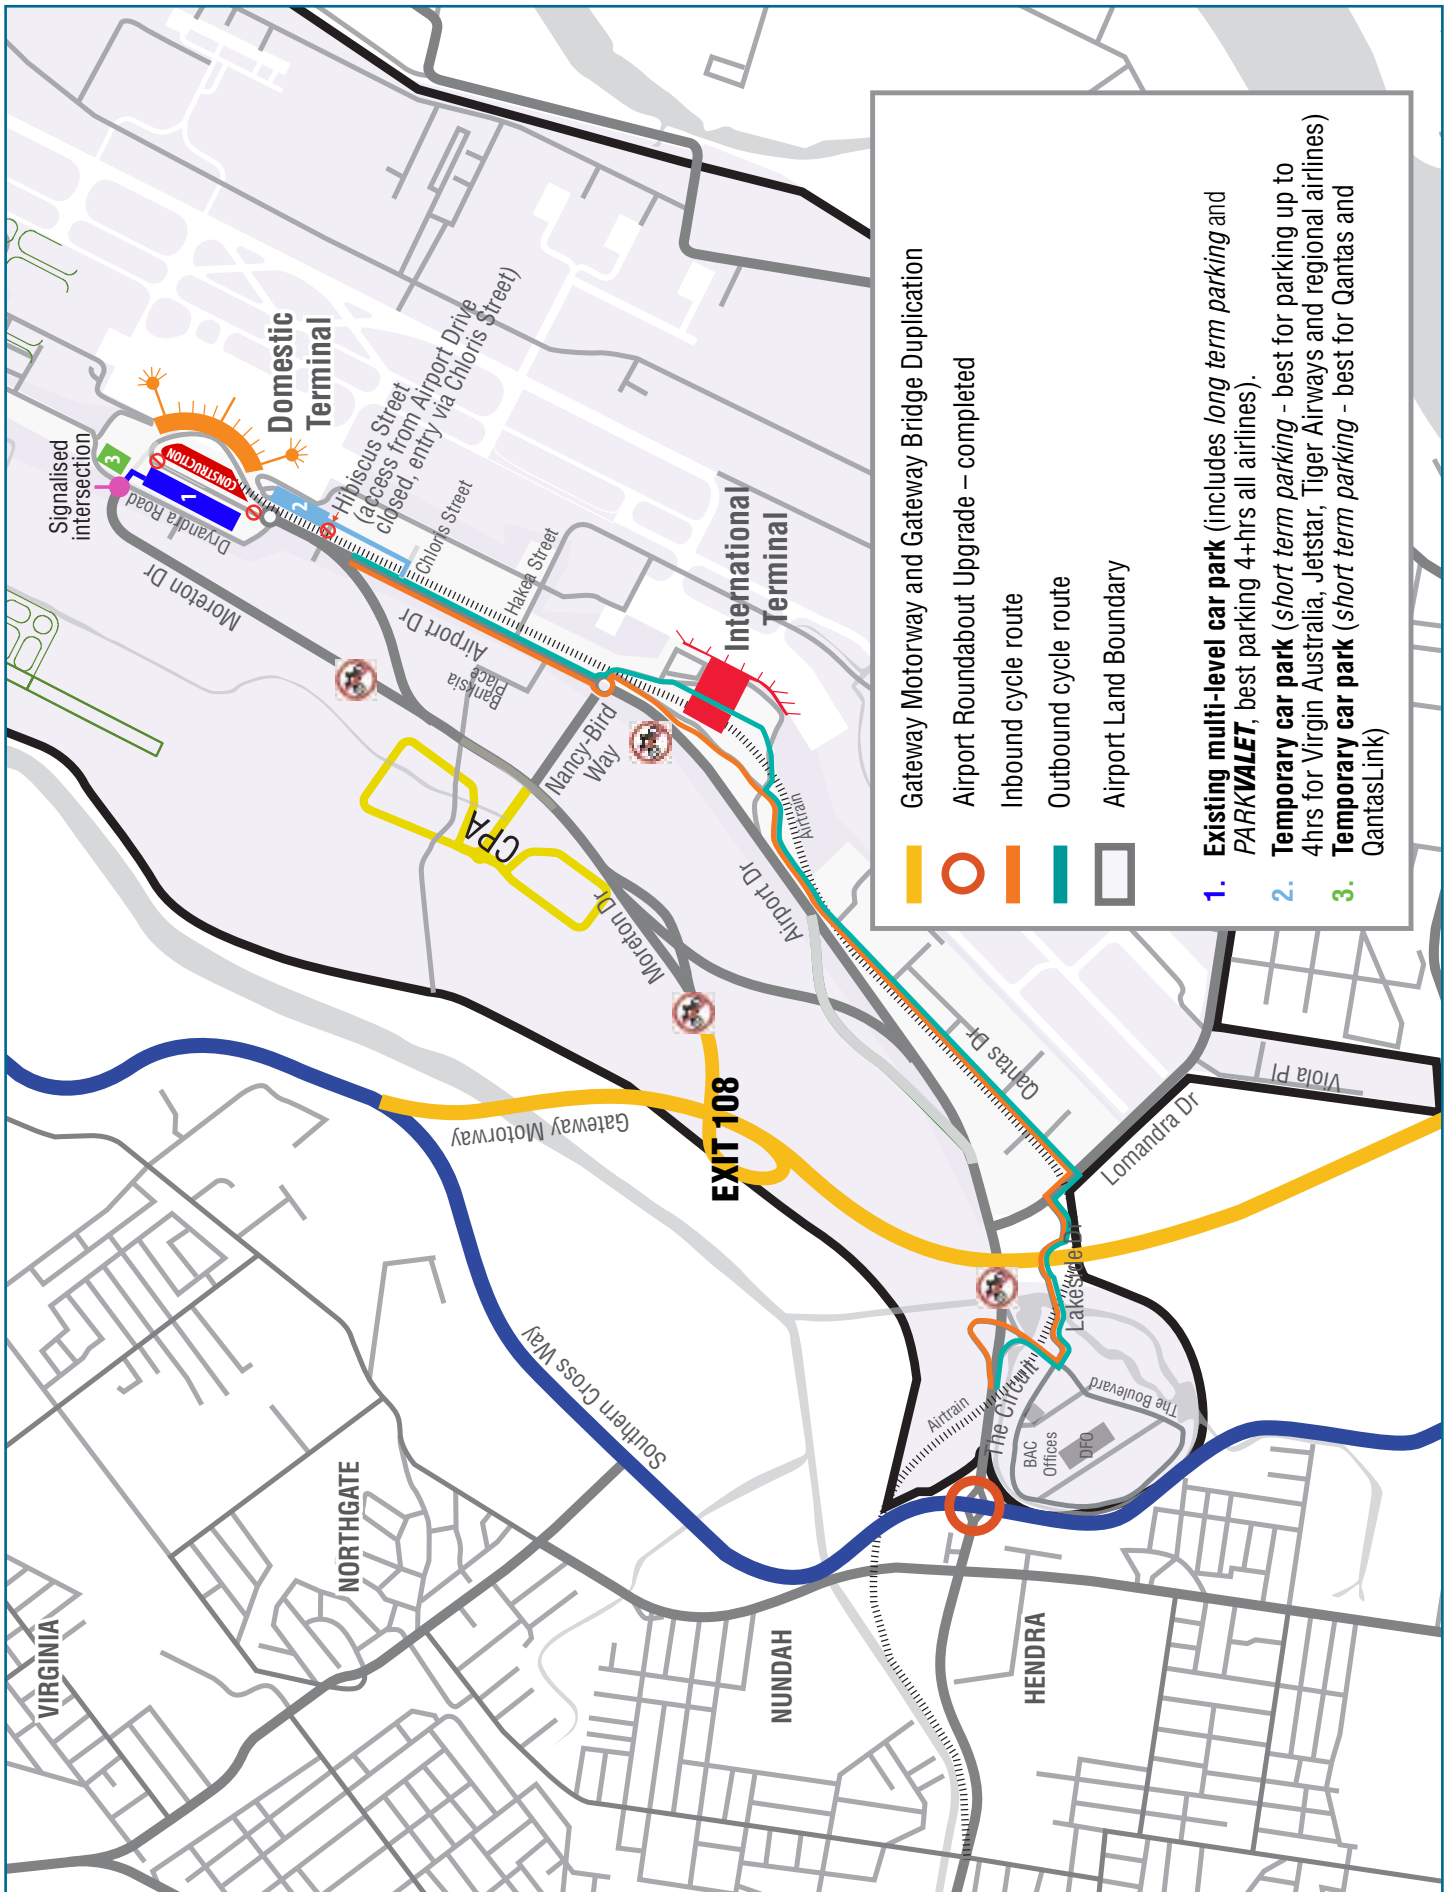 VIRGINIA
NORTHGATE
NUNDAH
HENDRA
Southern Cross Way
Gateway Motorway
EXIT 108
Airtrain
The Circuit
BAC
Offices
DFO
The Boulevard
Lakeside Dr
Lomandra Dr
Viola Pl
Qantas Dr
Airport Dr
Airtrain
Moreton Dr
CPA
Nancy-Bird
Way
Banksia
Place
Airport Dr
Hakea Street
Chloris Street
International
Terminal
Moreton Dr
Dryandra Road
Signalised
intersection
1
2
3
CONSTRUCTION
Domestic
Terminal
Hibiscus Street
(access from Airport Drive
closed, entry via Chloris Street)
Gateway Motorway and Gateway Bridge Duplication
Airport Roundabout Upgrade – completed
Inbound cycle route
Outbound cycle route
Airport Land Boundary
1. Existing multi-level car park (includes long term parking and
PARKVALET, best parking 4+hrs all airlines).
2. Temporary car park (short term parking - best for parking up to
4hrs for Virgin Australia, Jetstar, Tiger Airways and regional airlines)
3. Temporary car park (short term parking - best for Qantas and
QantasLink)